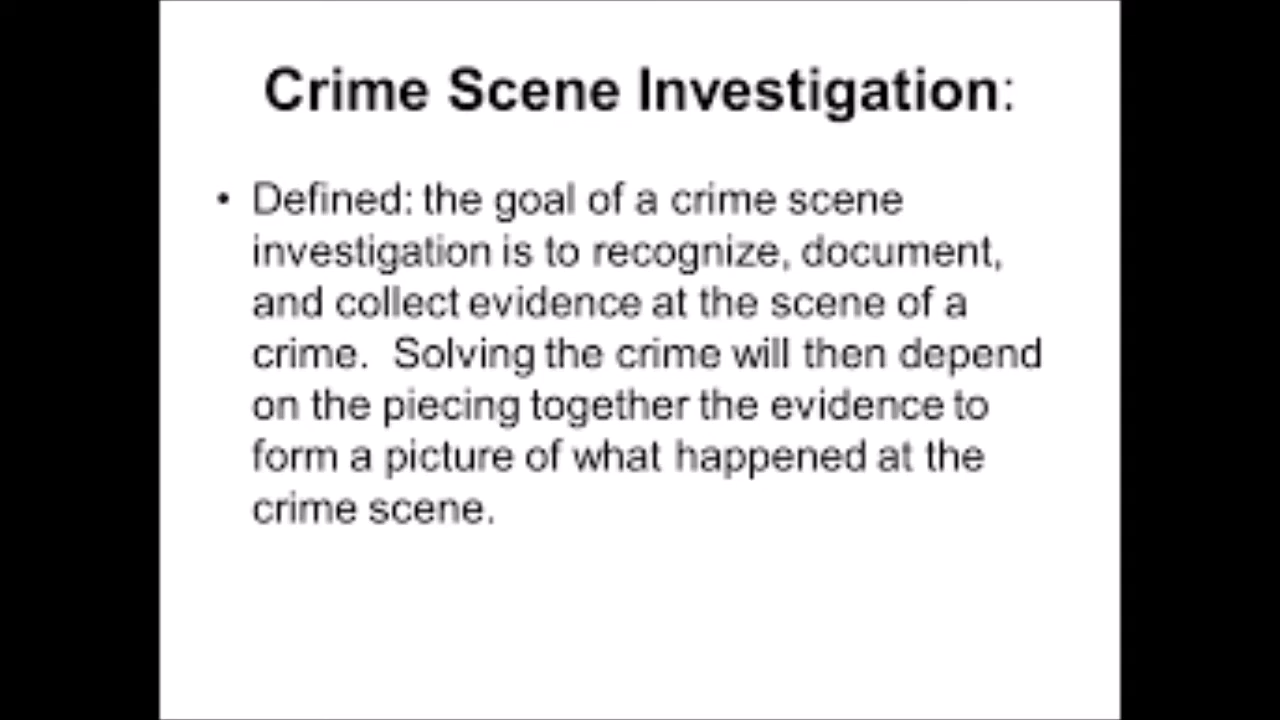 Crime Scene Investigation:
• Defined: the goal of a crime scene
investigation is to recognize, document,
and collect evidence at the scene of a
crime.  Solving the crime will then depend
on the piecing together the evidence to
form a picture of what happened at the
crime scene.